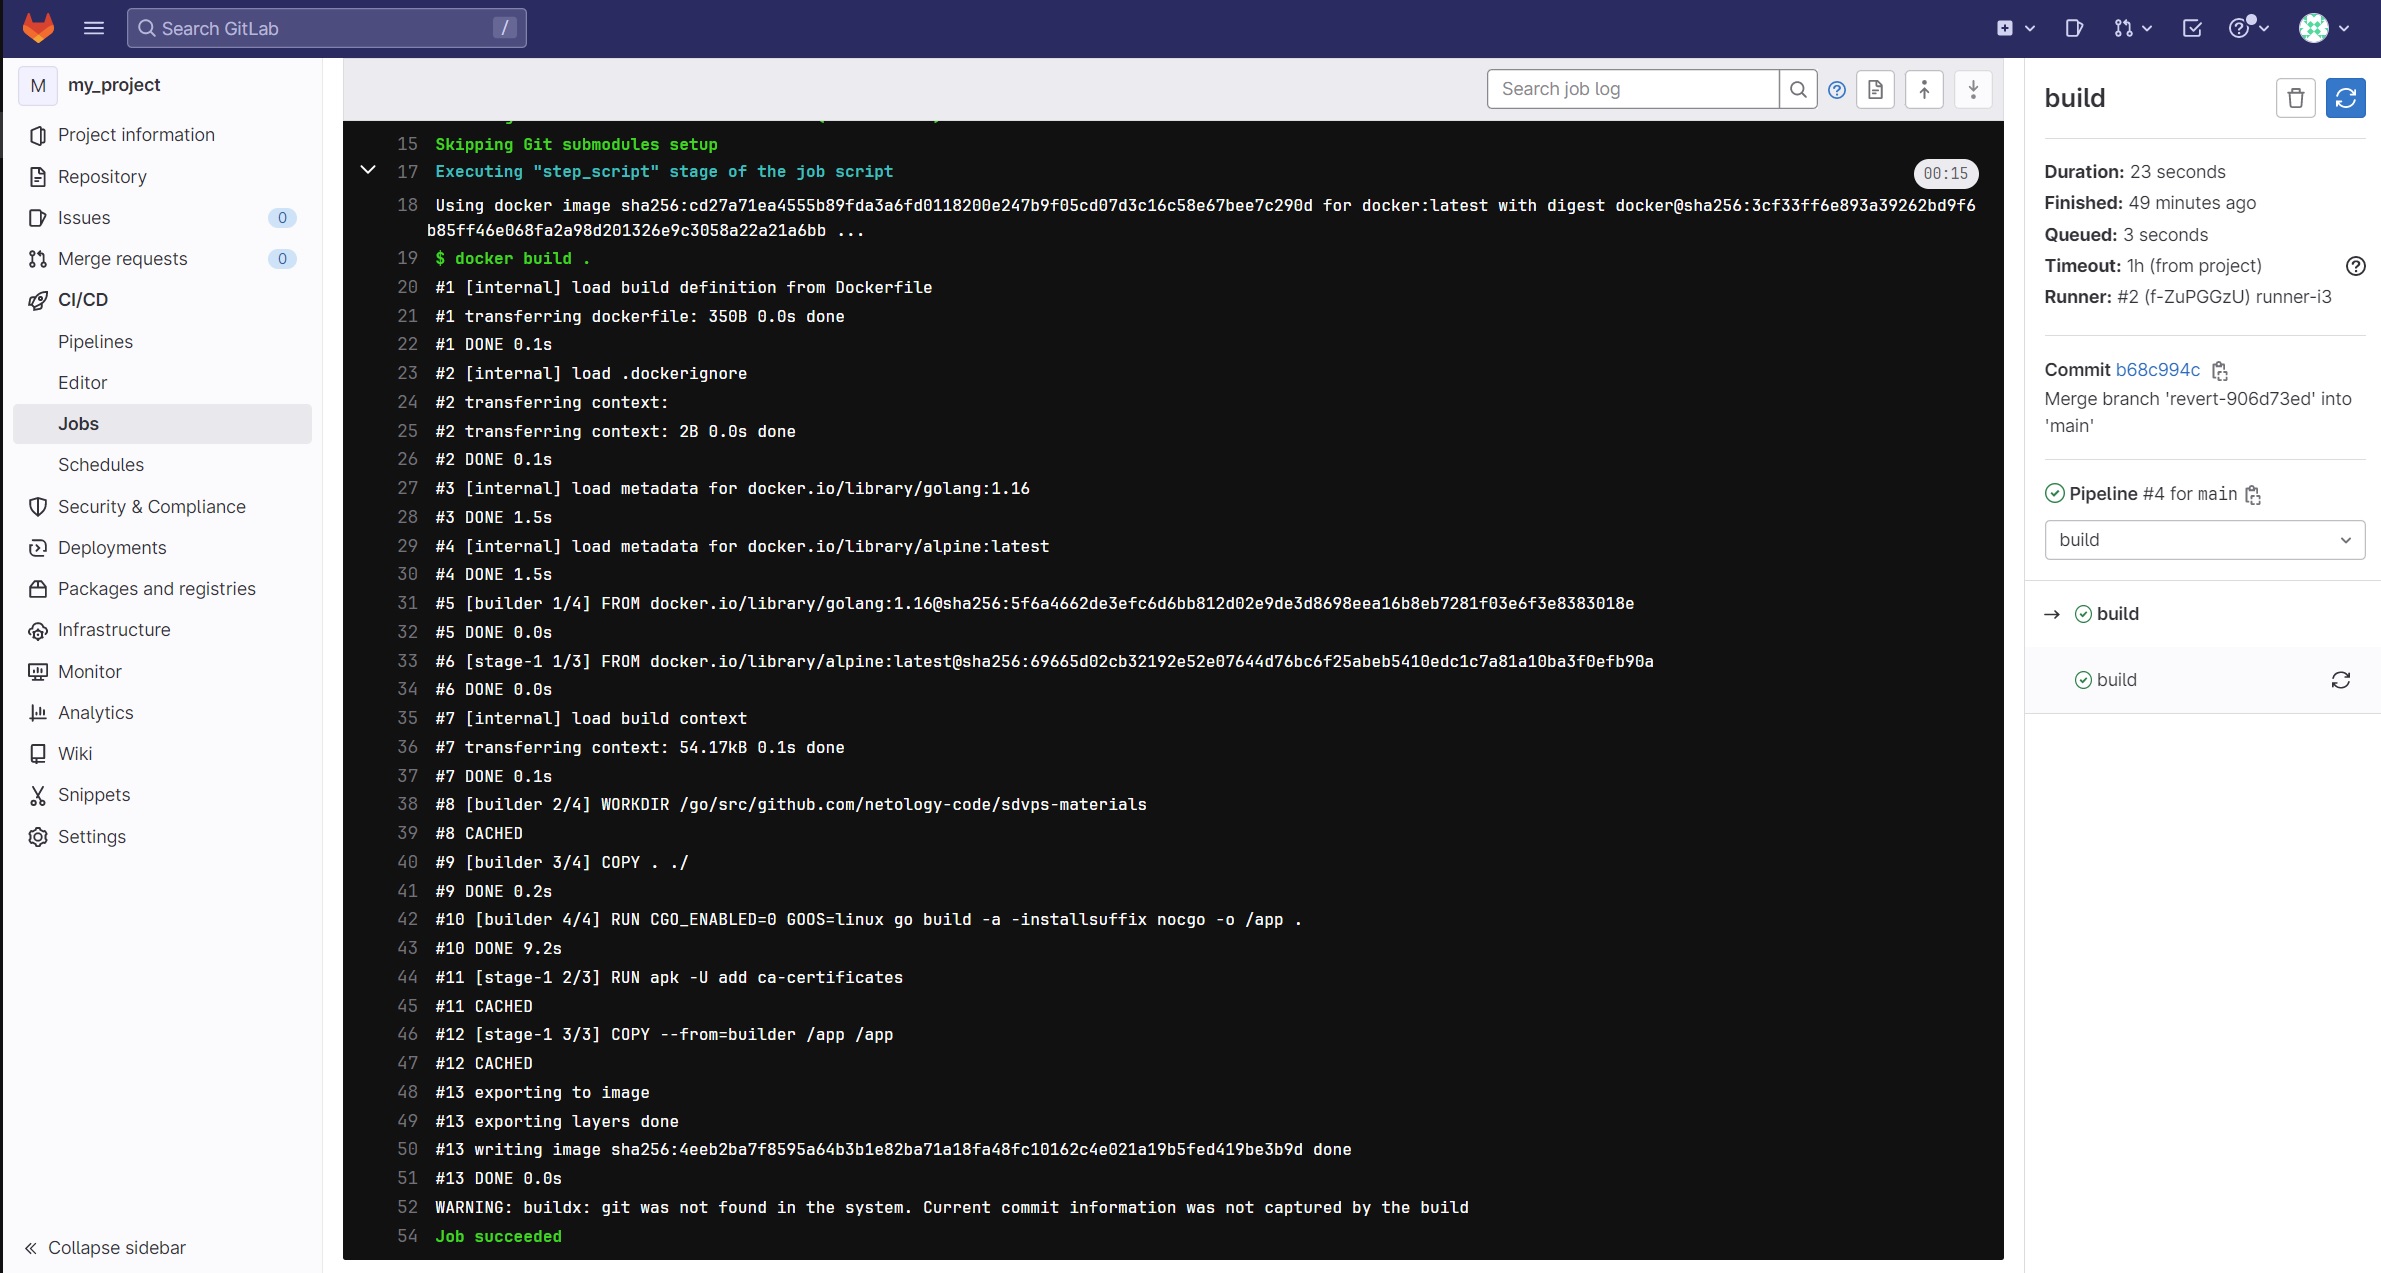 Search GitLab /
M my_project
Project information
Repository
Issues 0
Merge requests 0
CI/CD
Pipelines
Editor
Jobs
Schedules
Security & Compliance
Deployments
Packages and registries
Infrastructure
Monitor
Analytics
Wiki
Snippets
Settings
Collapse sidebar
Search job log
15 Skipping Git submodules setup
17 Executing "step_script" stage of the job script 00:15
18 Using docker image sha256:cd27a71ea4555b89fda3a6fd0118200e247b9f05cd07d3c16c58e67bee7c290d for docker:latest with digest docker@sha256:3cf33ff6e893a39262bd9f6
b85ff46e068fa2a98d201326e9c3058a22a21a6bb ...
19 $ docker build .
20 #1 [internal] load build definition from Dockerfile
21 #1 transferring dockerfile: 350B 0.0s done
22 #1 DONE 0.1s
23 #2 [internal] load .dockerignore
24 #2 transferring context:
25 #2 transferring context: 2B 0.0s done
26 #2 DONE 0.1s
27 #3 [internal] load metadata for docker.io/library/golang:1.16
28 #3 DONE 1.5s
29 #4 [internal] load metadata for docker.io/library/alpine:latest
30 #4 DONE 1.5s
31 #5 [builder 1/4] FROM docker.io/library/golang:1.16@sha256:5f6a4662de3efc6d6bb812d02e9de3d8698eea16b8eb7281f03e6f3e8383018e
32 #5 DONE 0.0s
33 #6 [stage-1 1/3] FROM docker.io/library/alpine:latest@sha256:69665d02cb32192e52e07644d76bc6f25abeb5410edc1c7a81a10ba3f0efb90a
34 #6 DONE 0.0s
35 #7 [internal] load build context
36 #7 transferring context: 54.17kB 0.1s done
37 #7 DONE 0.1s
38 #8 [builder 2/4] WORKDIR /go/src/github.com/netology-code/sdvps-materials
39 #8 CACHED
40 #9 [builder 3/4] COPY . ./
41 #9 DONE 0.2s
42 #10 [builder 4/4] RUN CGO_ENABLED=0 GOOS=linux go build -a -installsuffix nocgo -o /app .
43 #10 DONE 9.2s
44 #11 [stage-1 2/3] RUN apk -U add ca-certificates
45 #11 CACHED
46 #12 [stage-1 3/3] COPY --from=builder /app /app
47 #12 CACHED
48 #13 exporting to image
49 #13 exporting layers done
50 #13 writing image sha256:4eeb2ba7f8595a64b3b1e82ba71a18fa48fc10162c4e021a19b5fed419be3b9d done
51 #13 DONE 0.0s
52 WARNING: buildx: git was not found in the system. Current commit information was not captured by the build
54 Job succeeded
build
Duration: 23 seconds
Finished: 49 minutes ago
Queued: 3 seconds
Timeout: 1h (from project)
Runner: #2 (f-ZuPGGzU) runner-i3
Commit b68c994c
Merge branch 'revert-906d73ed' into
'main'
Pipeline #4 for main
build
build
build